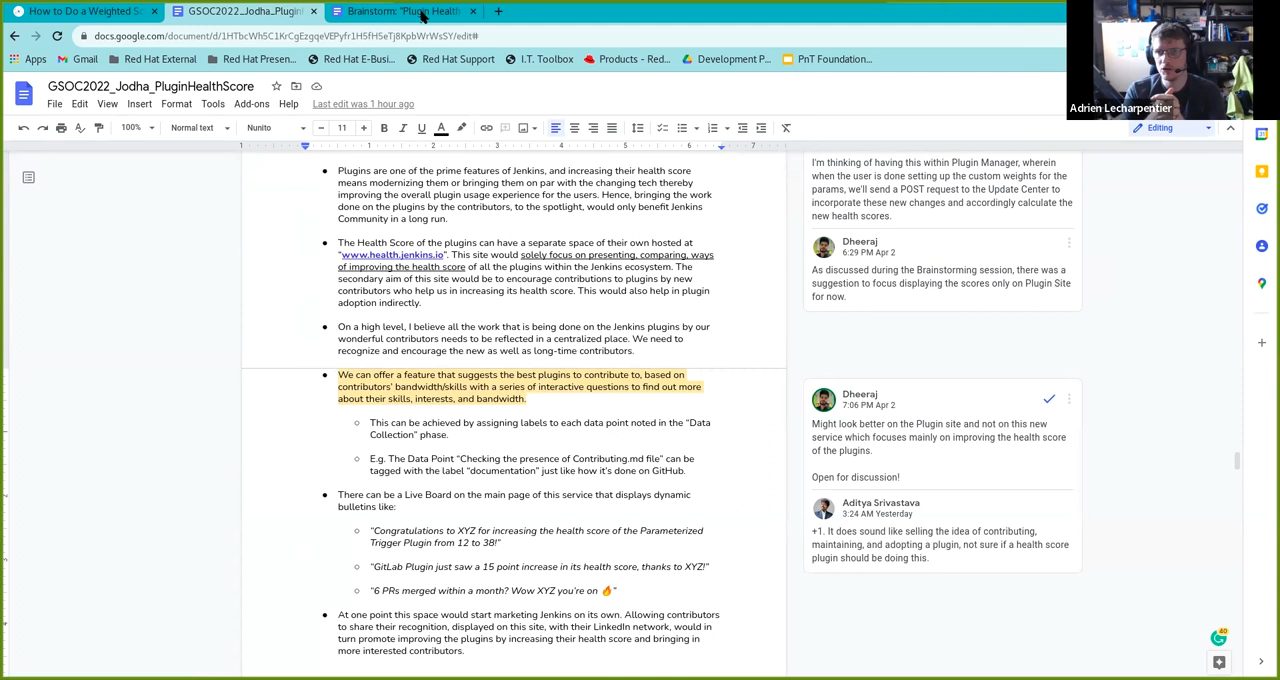 How to Do a Weighted Sc
GSOC2022_Jodha_Plugin
Brainstorm: "Plugin Health
docs.google.com/document/d/1HTbcWh5C1KrCgEzgqeVEPyfr1H5fH5eTj8KpbWrWsSY/edit#
Apps
Gmail
Red Hat External
Red Hat Presen...
Red Hat E-Busi...
Red Hat Support
I.T. Toolbox
Products - Red...
Development P...
PnT Foundation...
Adrien Lecharpentier
GSOC2022_Jodha_PluginHealthScore
File Edit View Insert Format Tools Add-ons Help Last edit was 1 hour ago
100% Normal text Nunito 11 Editing
1 1 2 3 4 5 6 7
Plugins are one of the prime features of Jenkins, and increasing their health score
means modernizing them or bringing them on par with the changing tech thereby
improving the overall plugin usage experience for the users. Hence, bringing the work
done on the plugins by the contributors, to the spotlight, would only benefit Jenkins
Community in a long run.
The Health Score of the plugins can have a separate space of their own hosted at
"www.health.jenkins.io". This site would solely focus on presenting, comparing, ways
of improving the health score of all the plugins within the Jenkins ecosystem. The
secondary aim of this site would be to encourage contributions to plugins by new
contributors who help us in increasing its health score. This would also help in plugin
adoption indirectly.
On a high level, I believe all the work that is being done on the Jenkins plugins by our
wonderful contributors needs to be reflected in a centralized place. We need to
recognize and encourage the new as well as long-time contributors.
We can offer a feature that suggests the best plugins to contribute to, based on
contributors' bandwidth/skills with a series of interactive questions to find out more
about their skills, interests, and bandwidth.
This can be achieved by assigning labels to each data point noted in the "Data
Collection" phase.
E.g. The Data Point "Checking the presence of Contributing.md file" can be
tagged with the label "documentation" just like how it's done on GitHub.
There can be a Live Board on the main page of this service that displays dynamic
bulletins like:
"Congratulations to XYZ for increasing the health score of the Parameterized
Trigger Plugin from 12 to 38!"
"GitLab Plugin just saw a 15 point increase in its health score, thanks to XYZ!"
"6 PRs merged within a month? Wow XYZ you're on 🔥"
At one point this space would start marketing Jenkins on its own. Allowing contributors
to share their recognition, displayed on this site, with their LinkedIn network, would in
turn promote improving the plugins by increasing their health score and bringing in
more interested contributors.
I'm thinking of having this within Plugin Manager, wherein
when the user is done setting up the custom weights for the
params, we'll send a POST request to the Update Center to
incorporate these new changes and accordingly calculate the
new health scores.
Dheeraj
6:29 PM Apr 2
As discussed during the Brainstorming session, there was a
suggestion to focus displaying the scores only on Plugin Site
for now.
Dheeraj
7:06 PM Apr 2
Might look better on the Plugin site and not on this new
service which focuses mainly on improving the health score
of the plugins.
Open for discussion!
Aditya Srivastava
3:24 AM Yesterday
+1. It does sound like selling the idea of contributing,
maintaining, and adopting a plugin, not sure if a health score
plugin should be doing this.
40